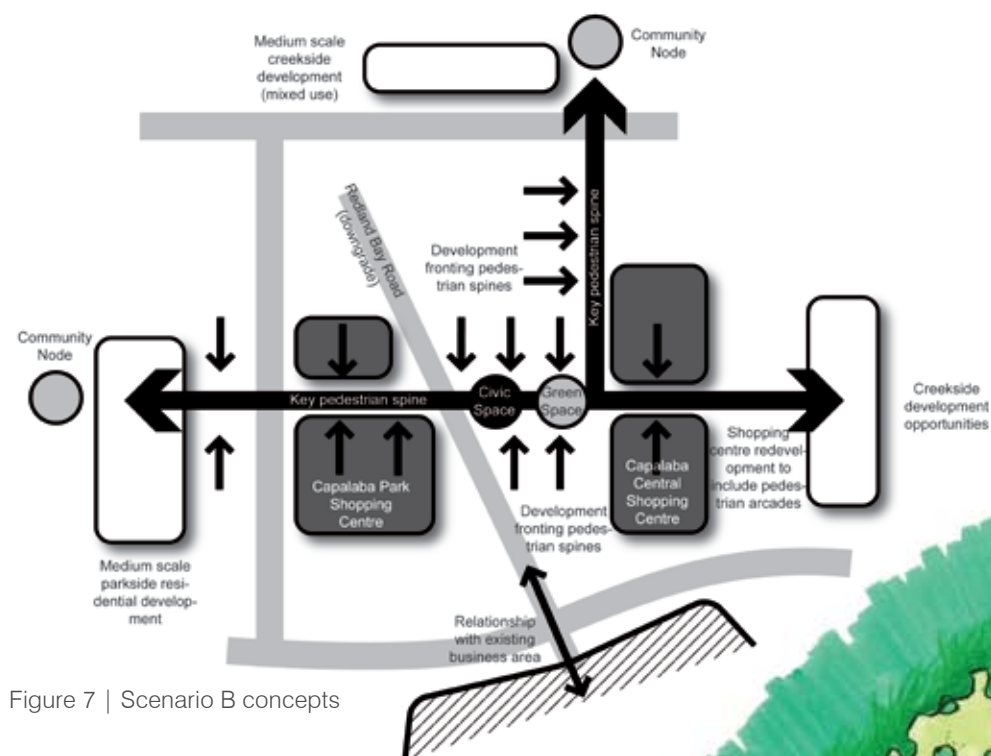 Medium scale
creekside
development
(mixed use)
Community
Node
Redland Bay Road
(downgrade)
Development
fronting pedes-
trian spines
Key pedestrian spine
Community
Node
Key pedestrian spine
Civic
Space
Green
Space
Creekside
development
opportunities
Shopping
centre redevel-
opment to
include pedes-
trian arcades
Capalaba Park
Shopping
Centre
Capalaba
Central
Shopping
Centre
Development
fronting pedes-
trian spines
Medium scale
parkside resi-
dential develop-
ment
Relationship
with existing
business area
Figure 7 | Scenario B concepts